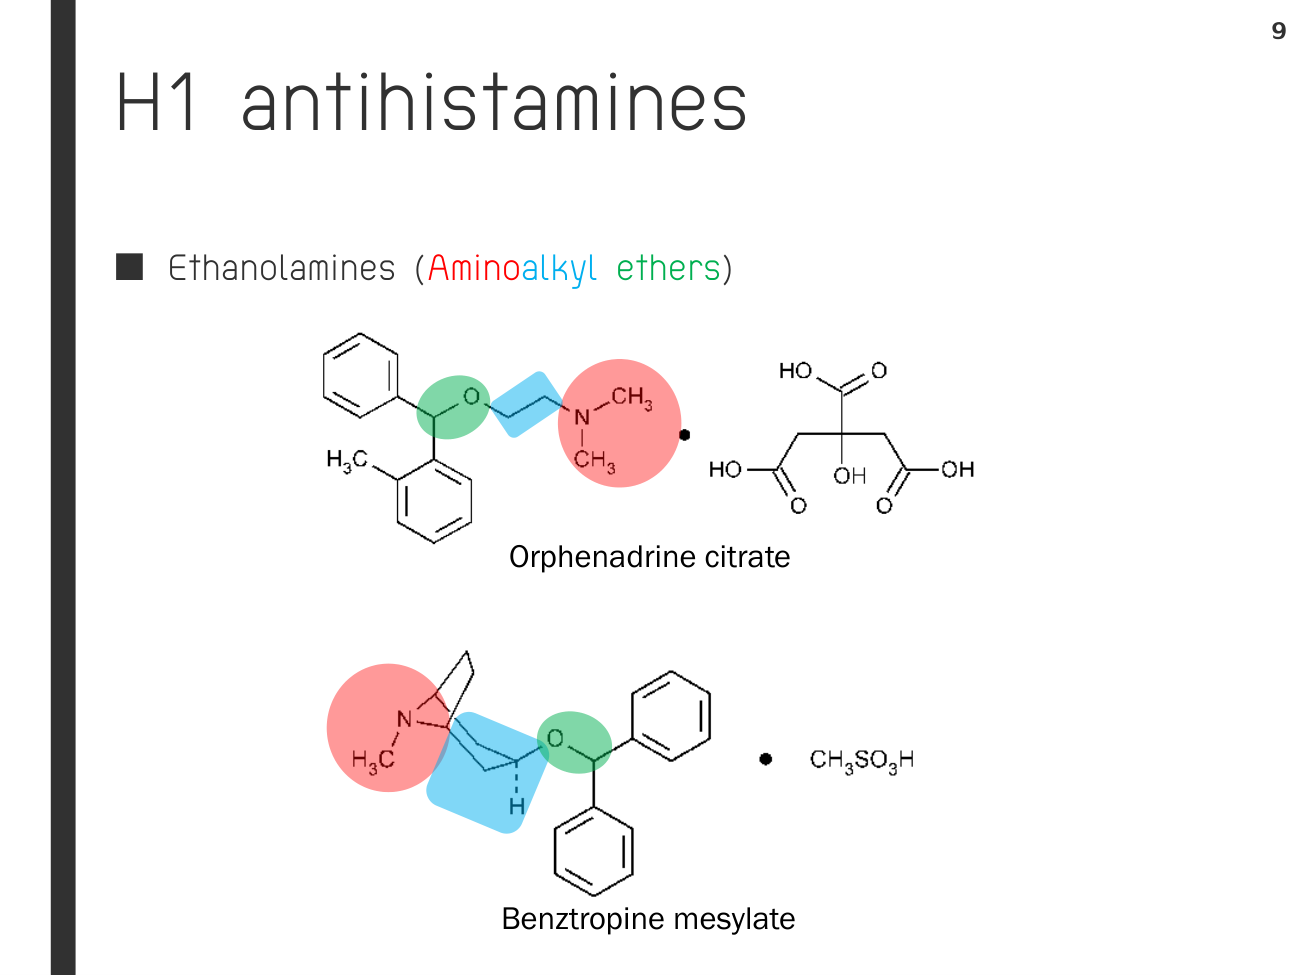 9
H1 antihistamines
■ Ethanolamines (Aminoalkyl ethers)
HO O
O CH₃
N
H₃C CH₃ HO OH OH
O O
Orphenadrine citrate
N O
H₃C CH₃SO₃H
H
Benztropine mesylate